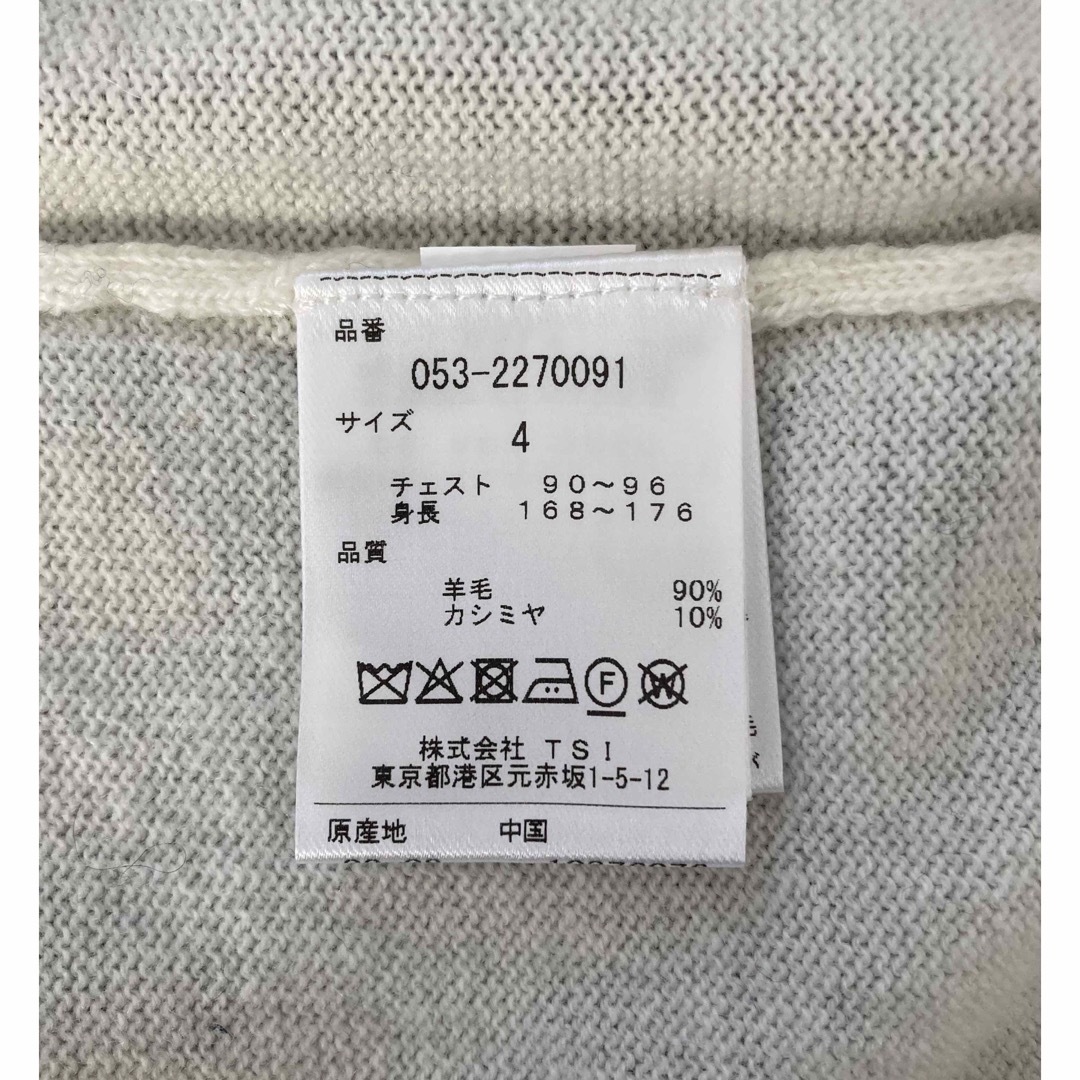 品番
053-2270091
サイズ
4
チェスト 90～96
身長 168～176
品質
羊毛 90%
カシミヤ 10%
F
W
株式会社 TSI
東京都港区元赤坂1-5-12
原産地 中国
毛
が